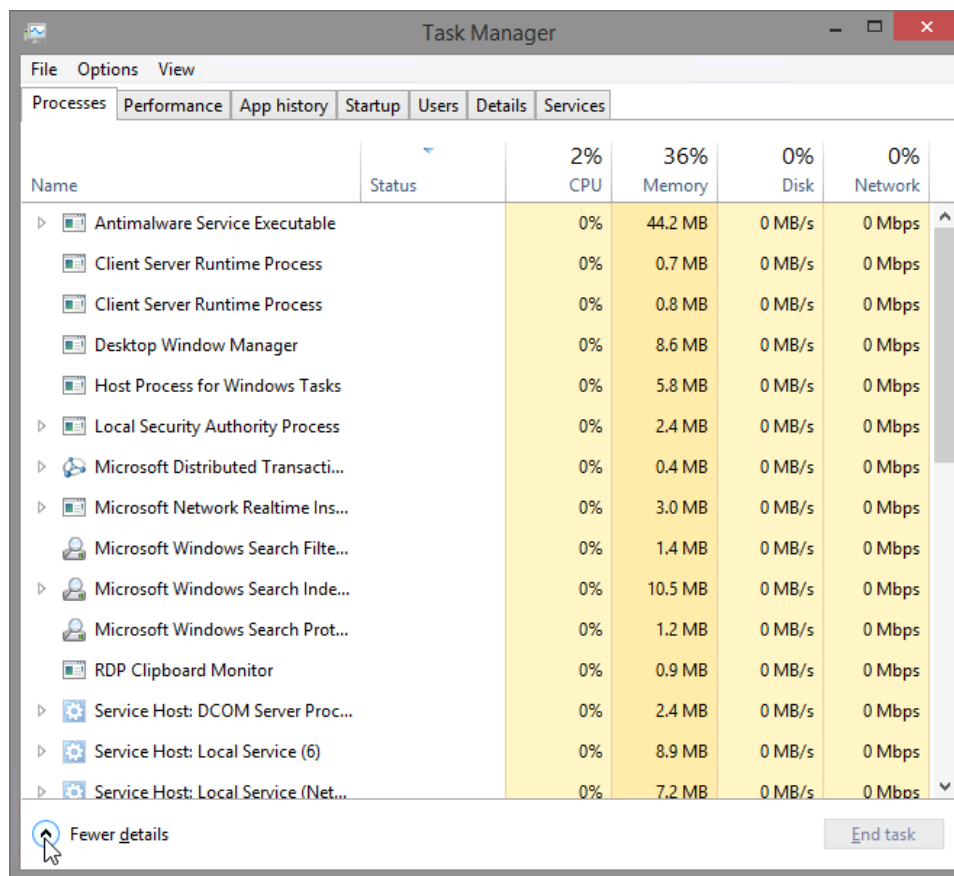 Task Manager
File Options View
Processes Performance App history Startup Users Details Services
2% 36% 0% 0%
Name Status CPU Memory Disk Network
Antimalware Service Executable 0% 44.2 MB 0 MB/s 0 Mbps
Client Server Runtime Process 0% 0.7 MB 0 MB/s 0 Mbps
Client Server Runtime Process 0% 0.8 MB 0 MB/s 0 Mbps
Desktop Window Manager 0% 8.6 MB 0 MB/s 0 Mbps
Host Process for Windows Tasks 0% 5.8 MB 0 MB/s 0 Mbps
Local Security Authority Process 0% 2.4 MB 0 MB/s 0 Mbps
Microsoft Distributed Transacti... 0% 0.4 MB 0 MB/s 0 Mbps
Microsoft Network Realtime Ins... 0% 3.0 MB 0 MB/s 0 Mbps
Microsoft Windows Search Filte... 0% 1.4 MB 0 MB/s 0 Mbps
Microsoft Windows Search Inde... 0% 10.5 MB 0 MB/s 0 Mbps
Microsoft Windows Search Prot... 0% 1.2 MB 0 MB/s 0 Mbps
RDP Clipboard Monitor 0% 0.9 MB 0 MB/s 0 Mbps
Service Host: DCOM Server Proc... 0% 2.4 MB 0 MB/s 0 Mbps
Service Host: Local Service (6) 0% 8.9 MB 0 MB/s 0 Mbps
Service Host: Local Service (Net... 0% 7.2 MB 0 MB/s 0 Mbps
Fewer details End task